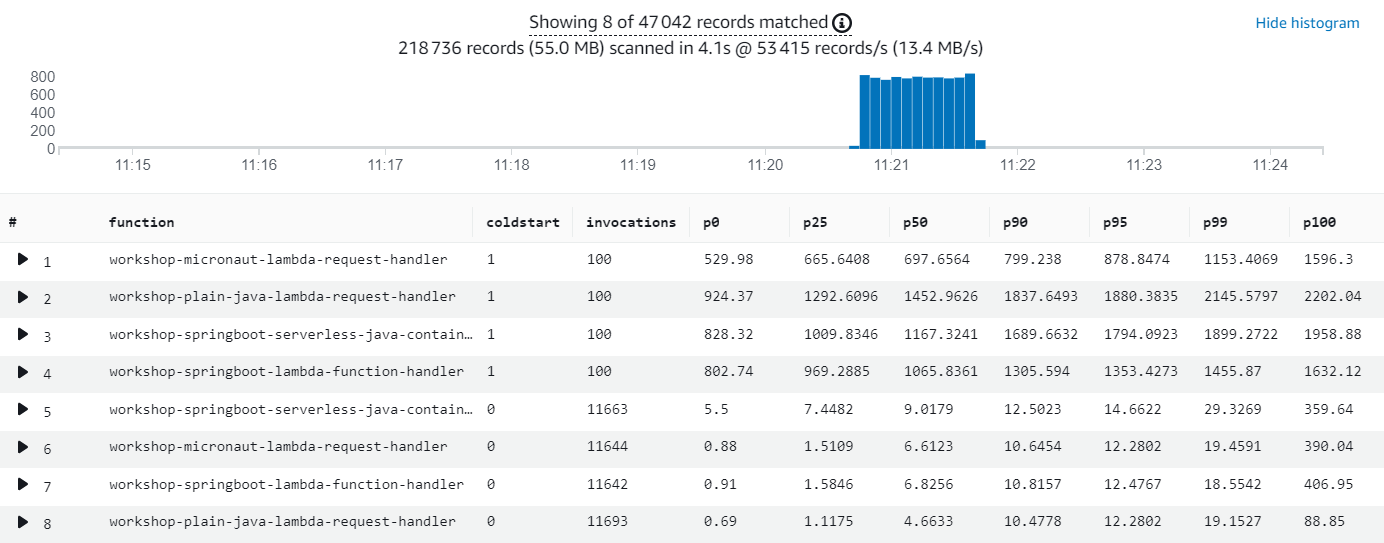 Showing 8 of 47 042 records matched
Hide histogram
218 736 records (55.0 MB) scanned in 4.1s @ 53 415 records/s (13.4 MB/s)
800
600
400
200
0
11:15 11:16 11:17 11:18 11:19 11:20 11:21 11:22 11:23 11:24
# function coldstart invocations p0 p25 p50 p90 p95 p99 p100
1 workshop-micronaut-lambda-request-handler 1 100 529.98 665.6408 697.6564 799.238 878.8474 1153.4069 1596.3
2 workshop-plain-java-lambda-request-handler 1 100 924.37 1292.6096 1452.9626 1837.6493 1880.3835 2145.5797 2202.04
3 workshop-springboot-serverless-java-contain… 1 100 828.32 1009.8346 1167.3241 1689.6632 1794.0923 1899.2722 1958.88
4 workshop-springboot-lambda-function-handler 1 100 802.74 969.2885 1065.8361 1305.594 1353.4273 1455.87 1632.12
5 workshop-springboot-serverless-java-contain… 0 11663 5.5 7.4482 9.0179 12.5023 14.6622 29.3269 359.64
6 workshop-micronaut-lambda-request-handler 0 11644 0.88 1.5109 6.6123 10.6454 12.2802 19.4591 390.04
7 workshop-springboot-lambda-function-handler 0 11642 0.91 1.5846 6.8256 10.8157 12.4767 18.5542 406.95
8 workshop-plain-java-lambda-request-handler 0 11693 0.69 1.1175 4.6633 10.4778 12.2802 19.1527 88.85